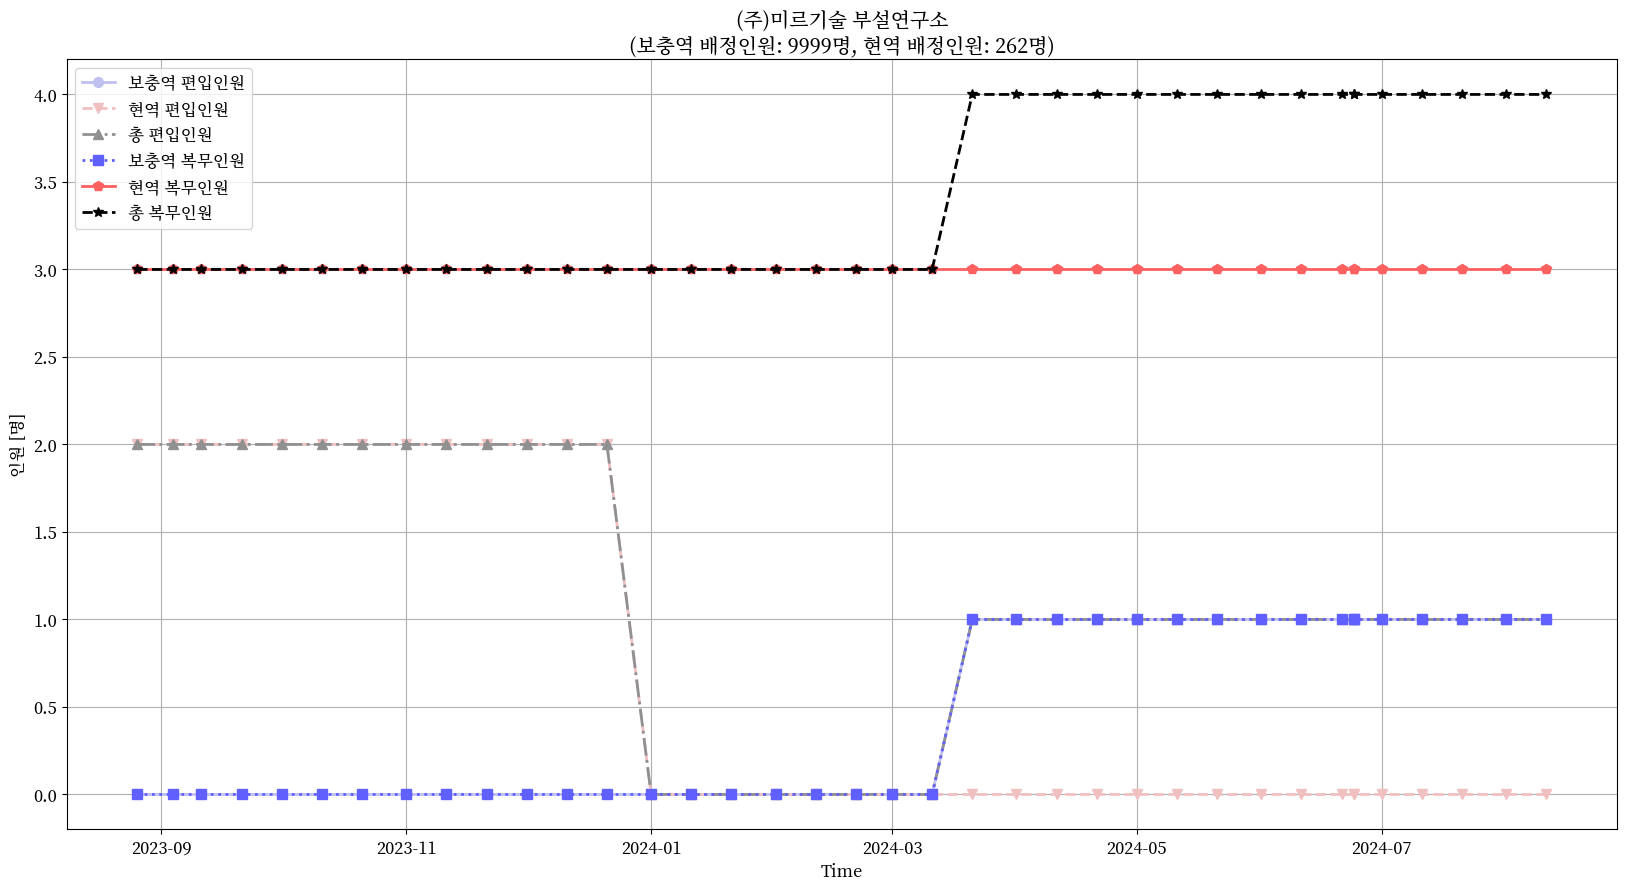 (주)미르기술 부설연구소
(보충역 배정인원: 9999명, 현역 배정인원: 262명)
보충역 편입인원
현역 편입인원
총 편입인원
보충역 복무인원
현역 복무인원
총 복무인원
4.0
3.5
3.0
2.5
2.0
1.5
1.0
0.5
0.0
인원 [명]
2023-09 2023-11 2024-01 2024-03 2024-05 2024-07
Time